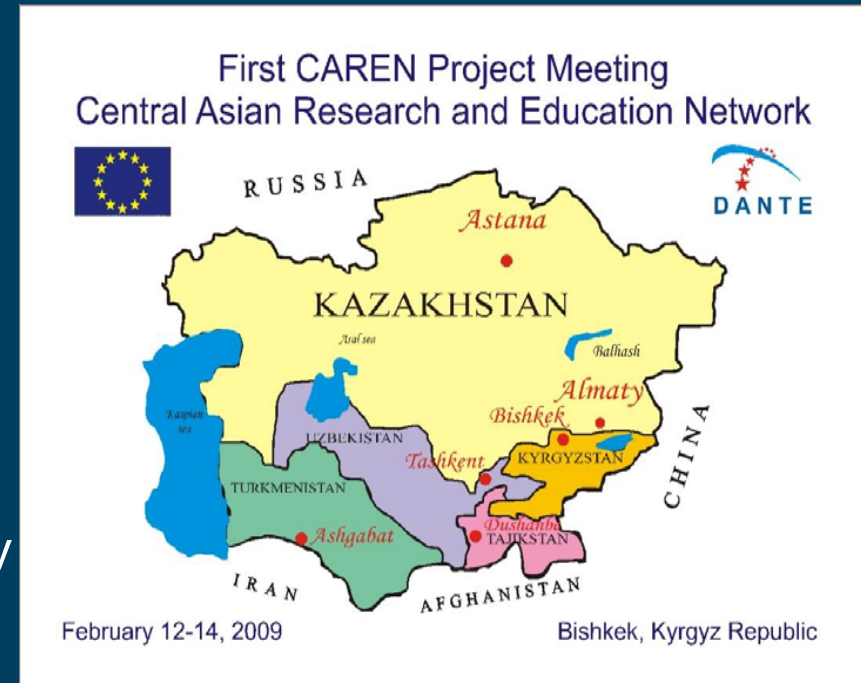 First CAREN Project Meeting
Central Asian Research and Education Network
RUSSIA
DANTE
Astana
KAZAKHSTAN
Aral sea
Balhash
Almaty
Kaspian
sea
Bishkek
UZBEKISTAN
CHINA
Tashkent
KYRGYZSTAN
TURKMENISTAN
Dushanba
TAJIKSTAN
Ashgabat
IRAN
AFGHANISTAN
February 12-14, 2009
Bishkek, Kyrgyz Republic